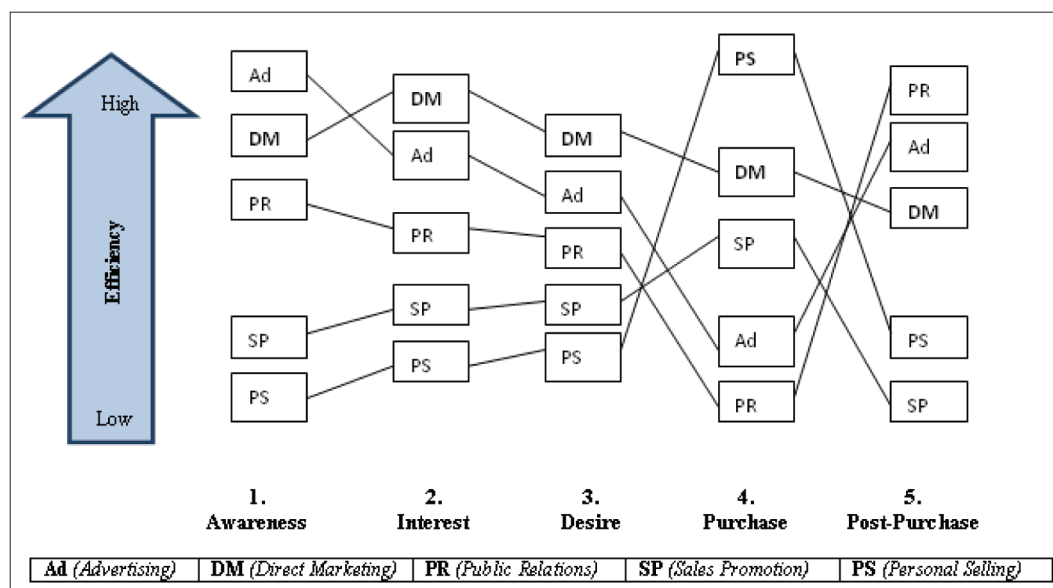 High
Efficiency
Low
Ad
DM
PR
SP
PS
DM
Ad
PR
SP
PS
DM
Ad
PR
SP
PS
PS
DM
SP
Ad
PR
PR
Ad
DM
PS
SP
1.
Awareness
2.
Interest
3.
Desire
4.
Purchase
5.
Post-Purchase
Ad (Advertising) DM (Direct Marketing) PR (Public Relations) SP (Sales Promotion) PS (Personal Selling)